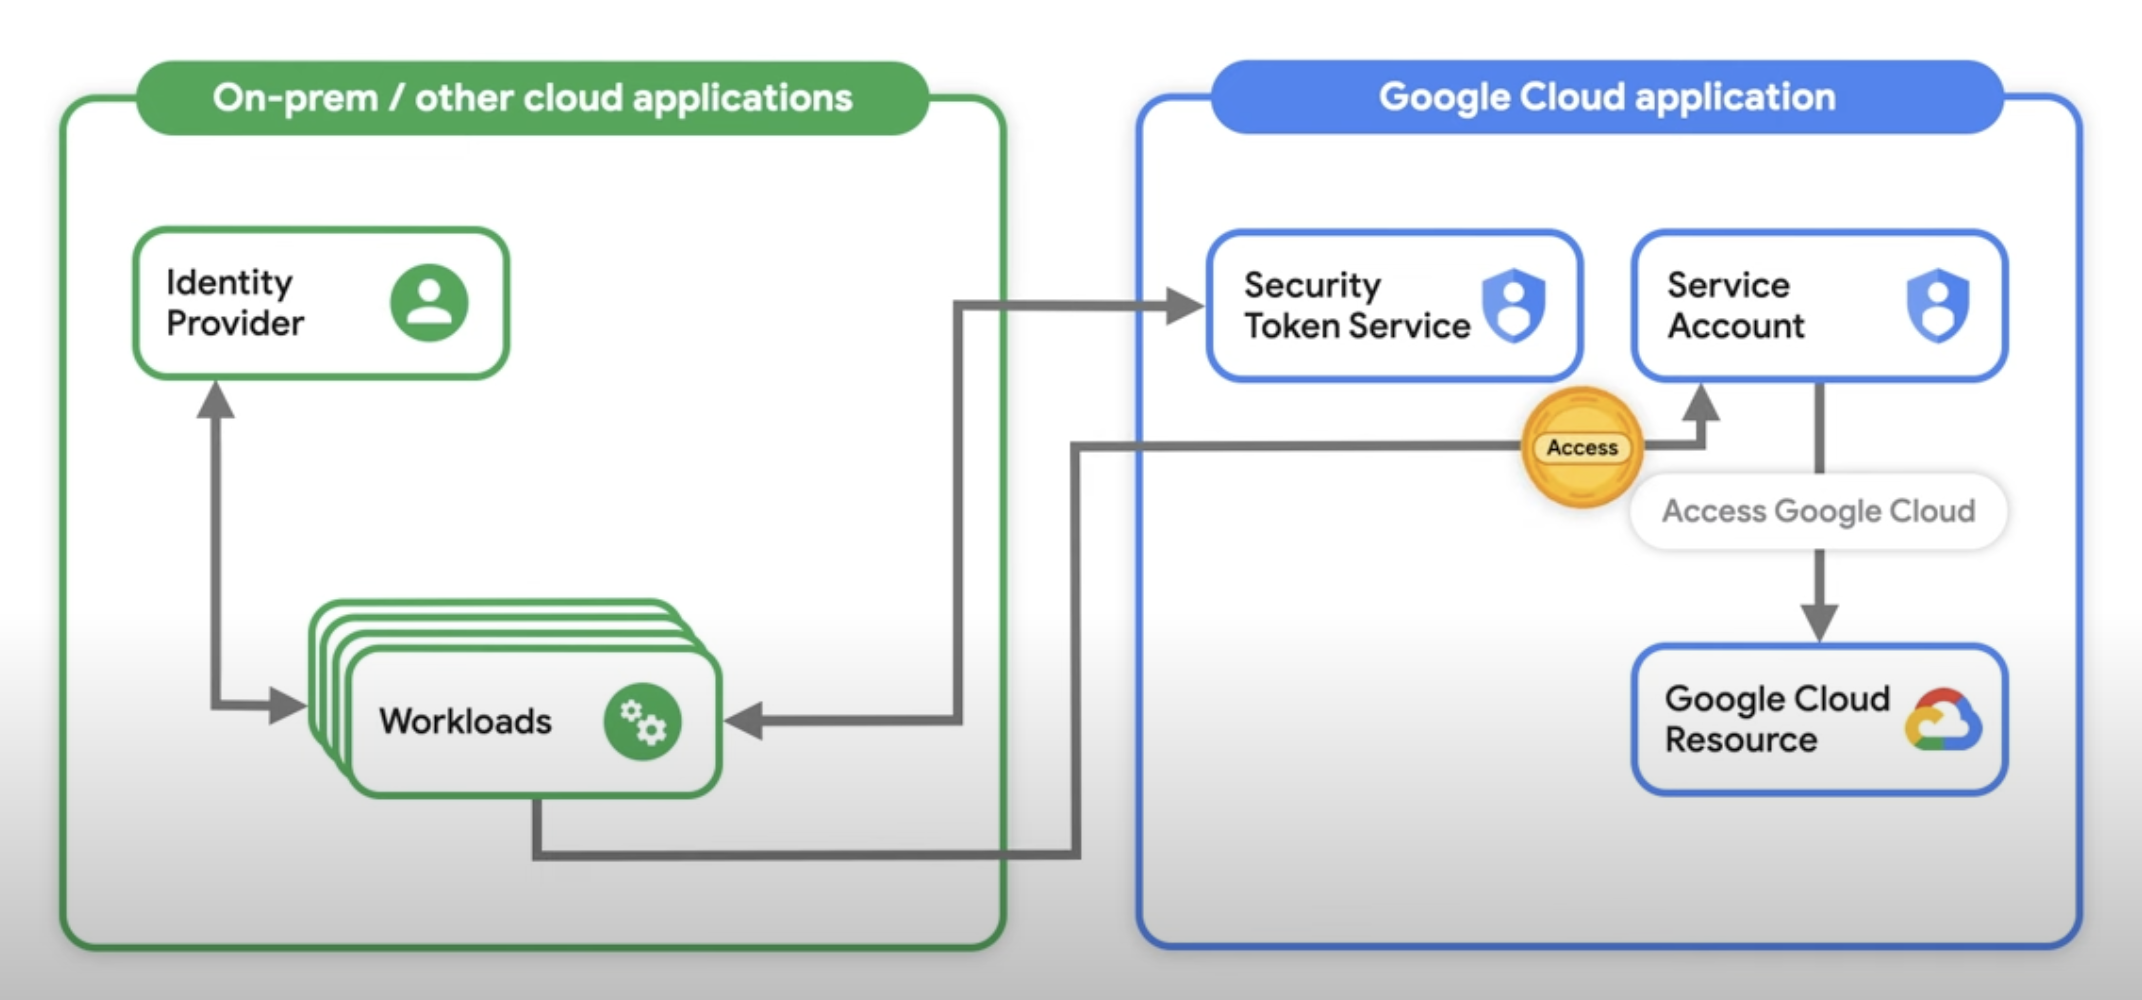 On-prem / other cloud applications
Google Cloud application
Identity
Provider
Security
Token Service
Service
Account
Access
Access Google Cloud
Workloads
Google Cloud
Resource